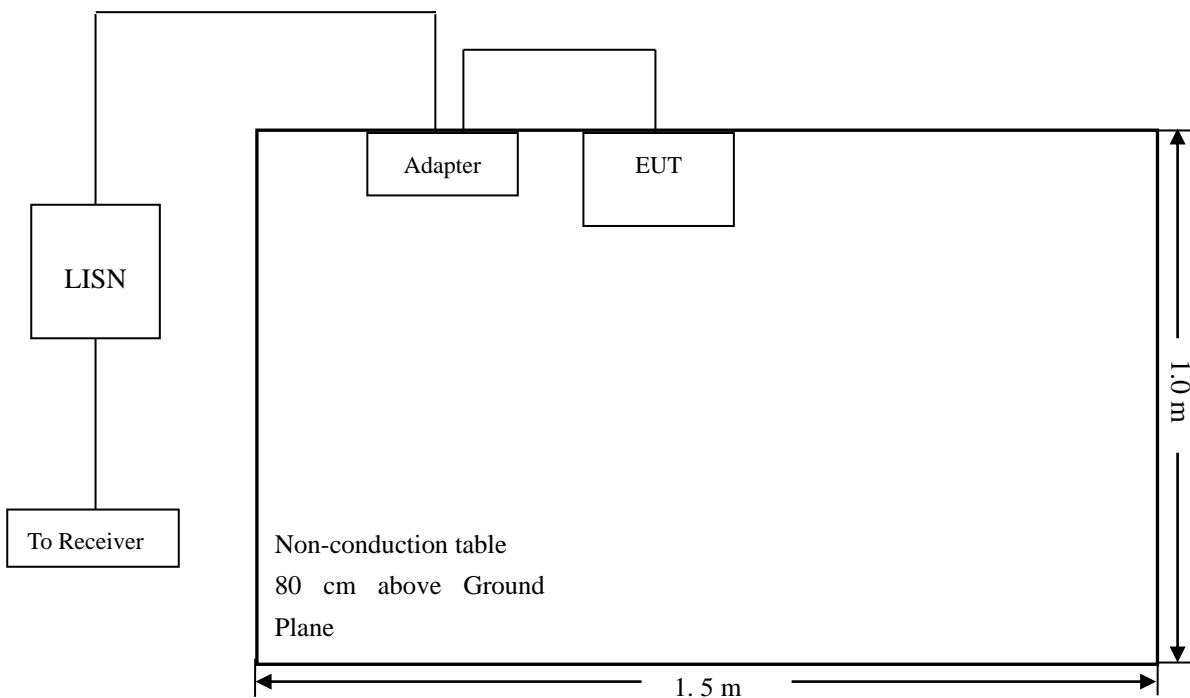 Adapter
EUT
LISN
1.0 m
To Receiver
Non-conduction table
80 cm above Ground
Plane
1. 5 m